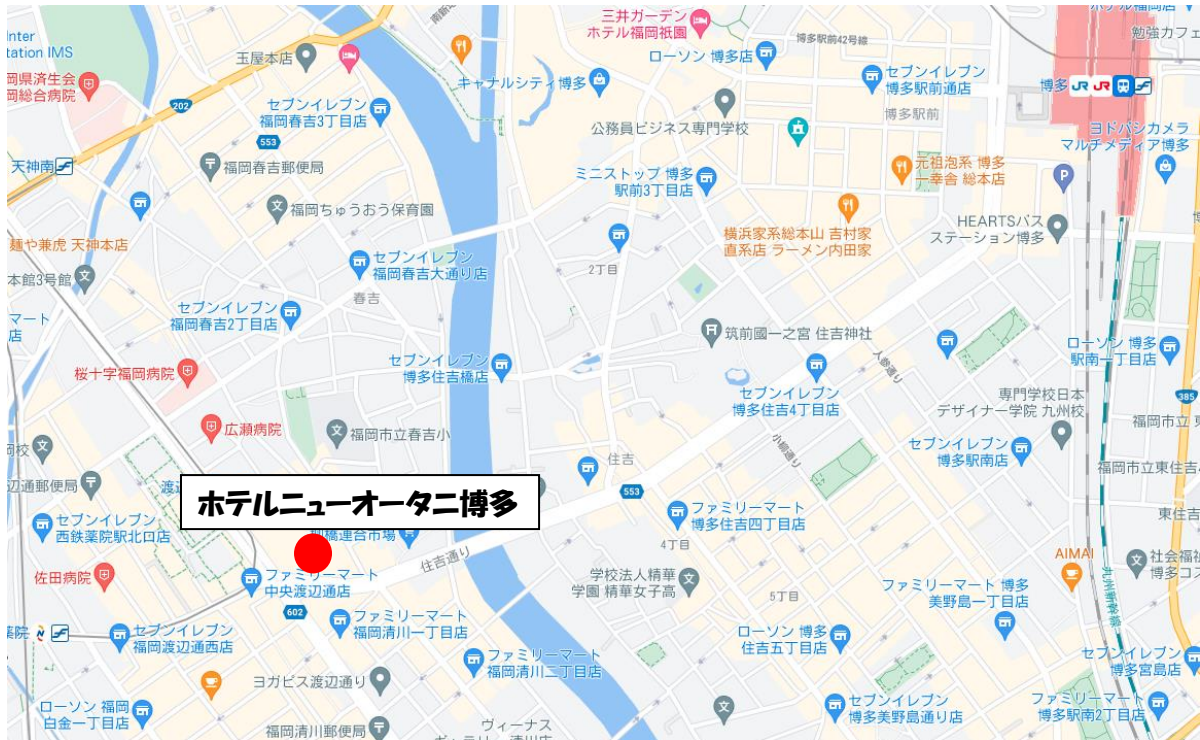 三井ガーデン
ホテル福岡祇園
勉強カフェ
nter
tation IMS
玉屋本店
ローソン 博多店
博多駅前42号線
キャナルシティ博多
セブンイレブン
博多駅前通店
博多
JR JR
岡県済生会
岡総合病院
202
セブンイレブン
福岡春吉3丁目店
公務員ビジネス専門学校
博多駅前
ヨドバシカメラ
マルチメディア博多
553
天神南
福岡春吉郵便局
ミニストップ 博多
駅前3丁目店
元祖泡系 博多
一幸舎 総本店
P
福岡ちゅうおう保育園
麺や兼虎 天神本店
横浜家系総本山 吉村家
直系店 ラーメン内田家
HEARTSバス
ステーション博多
本館3号館
セブンイレブン
福岡春吉大通り店
2丁目
春吉
マート
店
セブンイレブン
福岡春吉2丁目店
筑前國一之宮 住吉神社
人参通り
ローソン 博多
駅南一丁目店
桜十字福岡病院
セブンイレブン
博多住吉橋店
セブンイレブン
博多住吉4丁目店
専門学校日本
デザイナー学院 九州校
385
広瀬病院
福岡市立春吉小
小柳通り
セブンイレブン
博多駅南店
福岡市立
住吉
福岡市立東住吉
辺通郵便局
渡
ホテルニューオータニ博多
553
ファミリーマート
博多住吉四丁目店
東住吉
セブンイレブン
西鉄薬院駅北口店
橋連合市場
住吉通り
4丁目
AIMAI
社会福祉
博多コス
佐田病院
ファミリーマート
中央渡辺通店
学校法人精華
学園 精華女子高
5丁目
ファミリーマート 博多
美野島一丁目店
九州新幹線
602
ファミリーマート
福岡清川一丁目店
セブンイレブン
福岡渡辺通西店
ローソン 博多
住吉五丁目店
ファミリーマート
福岡清川二丁目店
セブンイレブン
博多宮島店
ヨガピス渡辺通り
ローソン 福岡
白金一丁目店
福岡清川郵便局
ヴィーナス
セブンイレブン
博多美野島通り店
ファミリーマート
博多駅南2丁目店